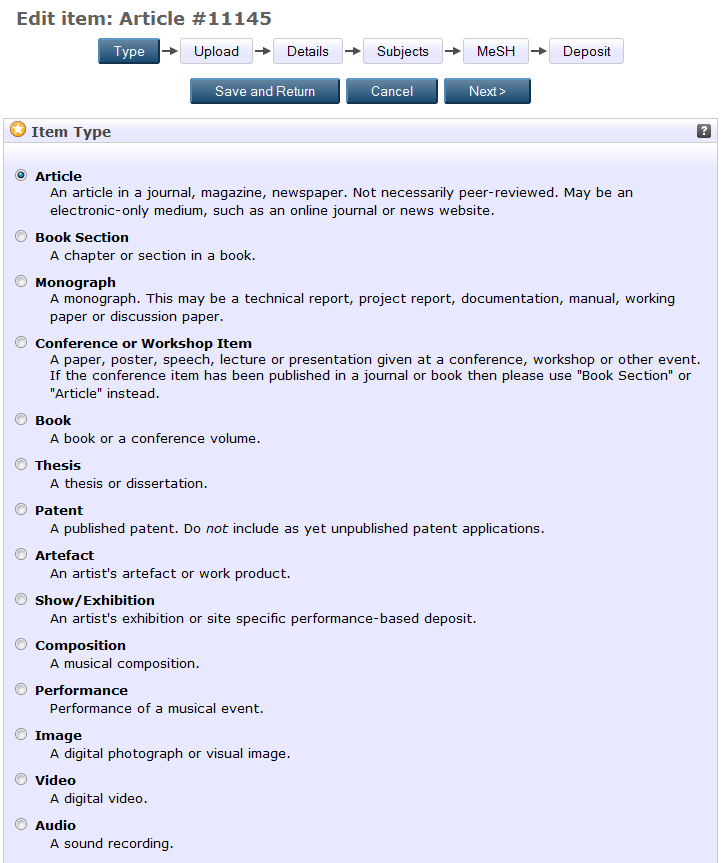 Edit item: Article #11145
Type Upload Details Subjects MeSH Deposit
Save and Return Cancel Next >
Item Type ?
Article
An article in a journal, magazine, newspaper. Not necessarily peer-reviewed. May be an
electronic-only medium, such as an online journal or news website.
Book Section
A chapter or section in a book.
Monograph
A monograph. This may be a technical report, project report, documentation, manual, working
paper or discussion paper.
Conference or Workshop Item
A paper, poster, speech, lecture or presentation given at a conference, workshop or other event.
If the conference item has been published in a journal or book then please use "Book Section" or
"Article" instead.
Book
A book or a conference volume.
Thesis
A thesis or dissertation.
Patent
A published patent. Do not include as yet unpublished patent applications.
Artefact
An artist's artefact or work product.
Show/Exhibition
An artist's exhibition or site specific performance-based deposit.
Composition
A musical composition.
Performance
Performance of a musical event.
Image
A digital photograph or visual image.
Video
A digital video.
Audio
A sound recording.